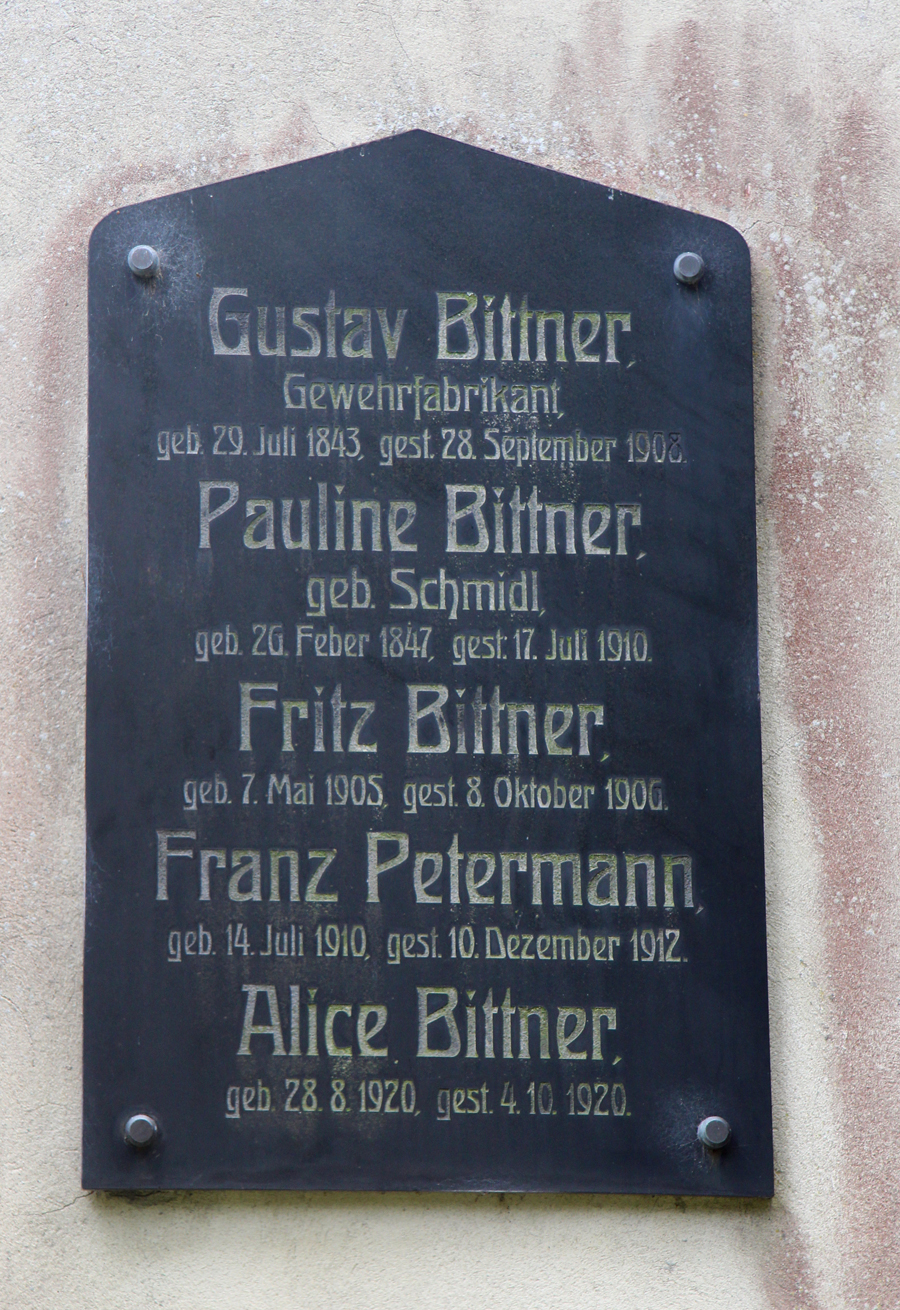 Gustav Bittner,
Gewehrfabrikant,
geb. 29. Juli 1843, gest. 28. September 1908.
Pauline Bittner,
geb. Schmidl,
geb. 26. Feber 1847, gest. 17. Juli 1910.
Fritz Bittner,
geb. 7. Mai 1905, gest. 8. Oktober 1906.
Franz Petermann,
geb. 14. Juli 1910, gest. 10. Dezember 1912.
Alice Bittner,
geb. 28. 8. 1920, gest. 4. 10. 1920.